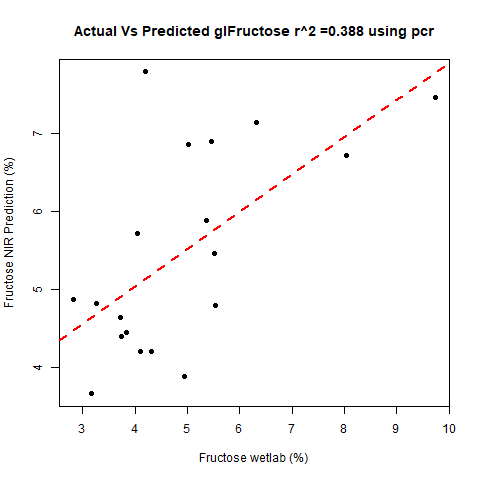 Actual Vs Predicted glFructose r^2 =0.388 using pcr
Fructose NIR Prediction (%)
7
6
5
4
3 4 5 6 7 8 9 10
Fructose wetlab (%)